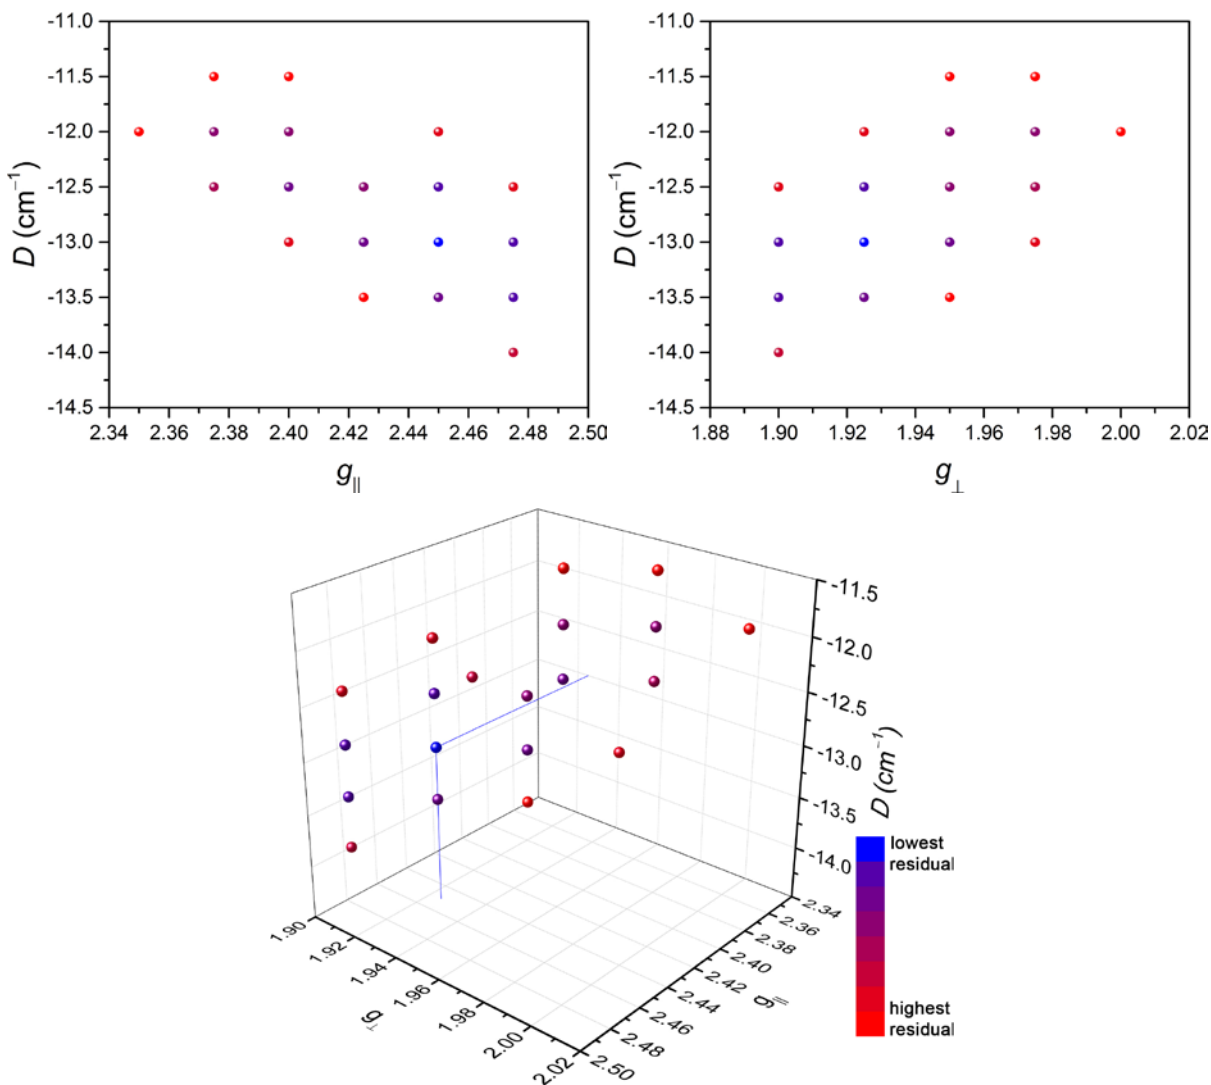 -11.0
-11.5
-12.0
-12.5
-13.0
-13.5
-14.0
-14.5
D (cm−1)
2.34 2.36 2.38 2.40 2.42 2.44 2.46 2.48 2.50
g||
-11.0
-11.5
-12.0
-12.5
-13.0
-13.5
-14.0
-14.5
D (cm−1)
1.88 1.90 1.92 1.94 1.96 1.98 2.00 2.02
g⊥
-11.5
-12.0
-12.5
-13.0
-13.5
-14.0
D (cm−1)
1.90
1.92
1.94
1.96
1.98
2.00
2.02
g⊥
2.34
2.36
2.38
2.40
2.42
2.44
2.46
2.48
2.50
g||
lowest
residual
highest
residual